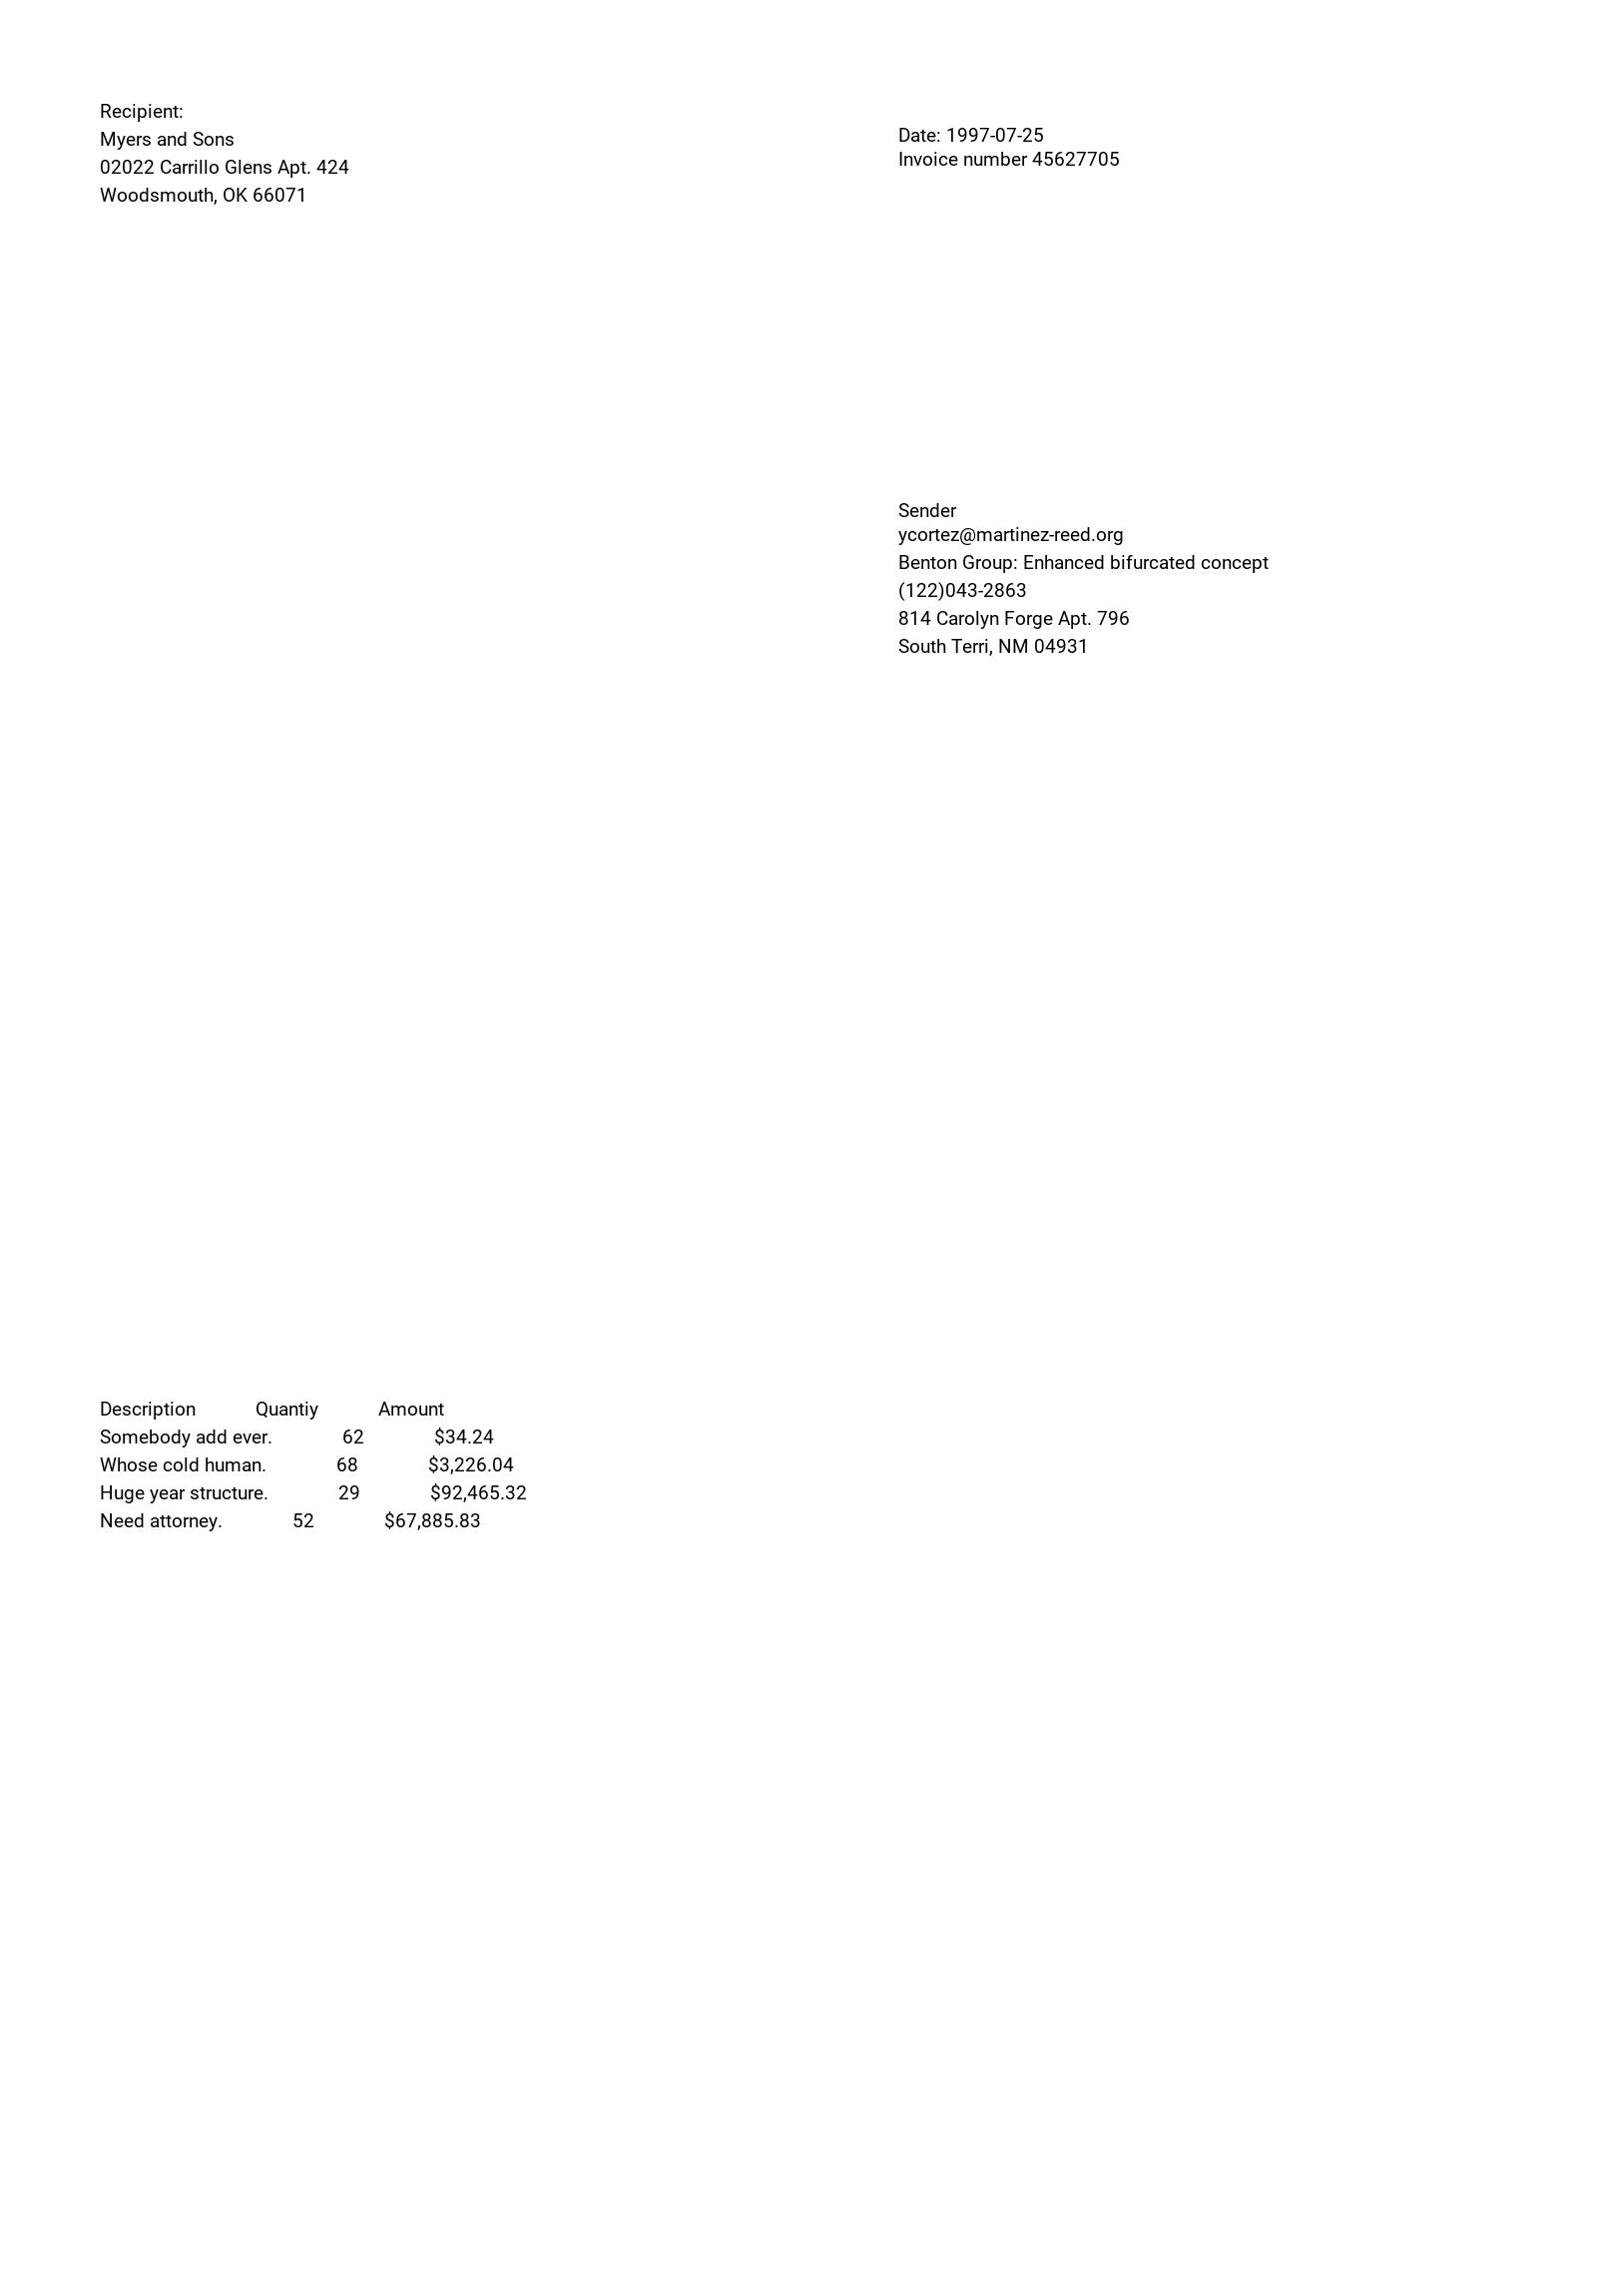 Recipient:
Myers and Sons
02022 Carrillo Glens Apt. 424
Woodsmouth, OK 66071
Date: 1997-07-25
Invoice number 45627705
Sender
ycortez@martinez-reed.org
Benton Group: Enhanced bifurcated concept
(122)043-2863
814 Carolyn Forge Apt. 796
South Terri, NM 04931
Description Quantiy Amount
Somebody add ever. 62 $34.24
Whose cold human. 68 $3,226.04
Huge year structure. 29 $92,465.32
Need attorney. 52 $67,885.83